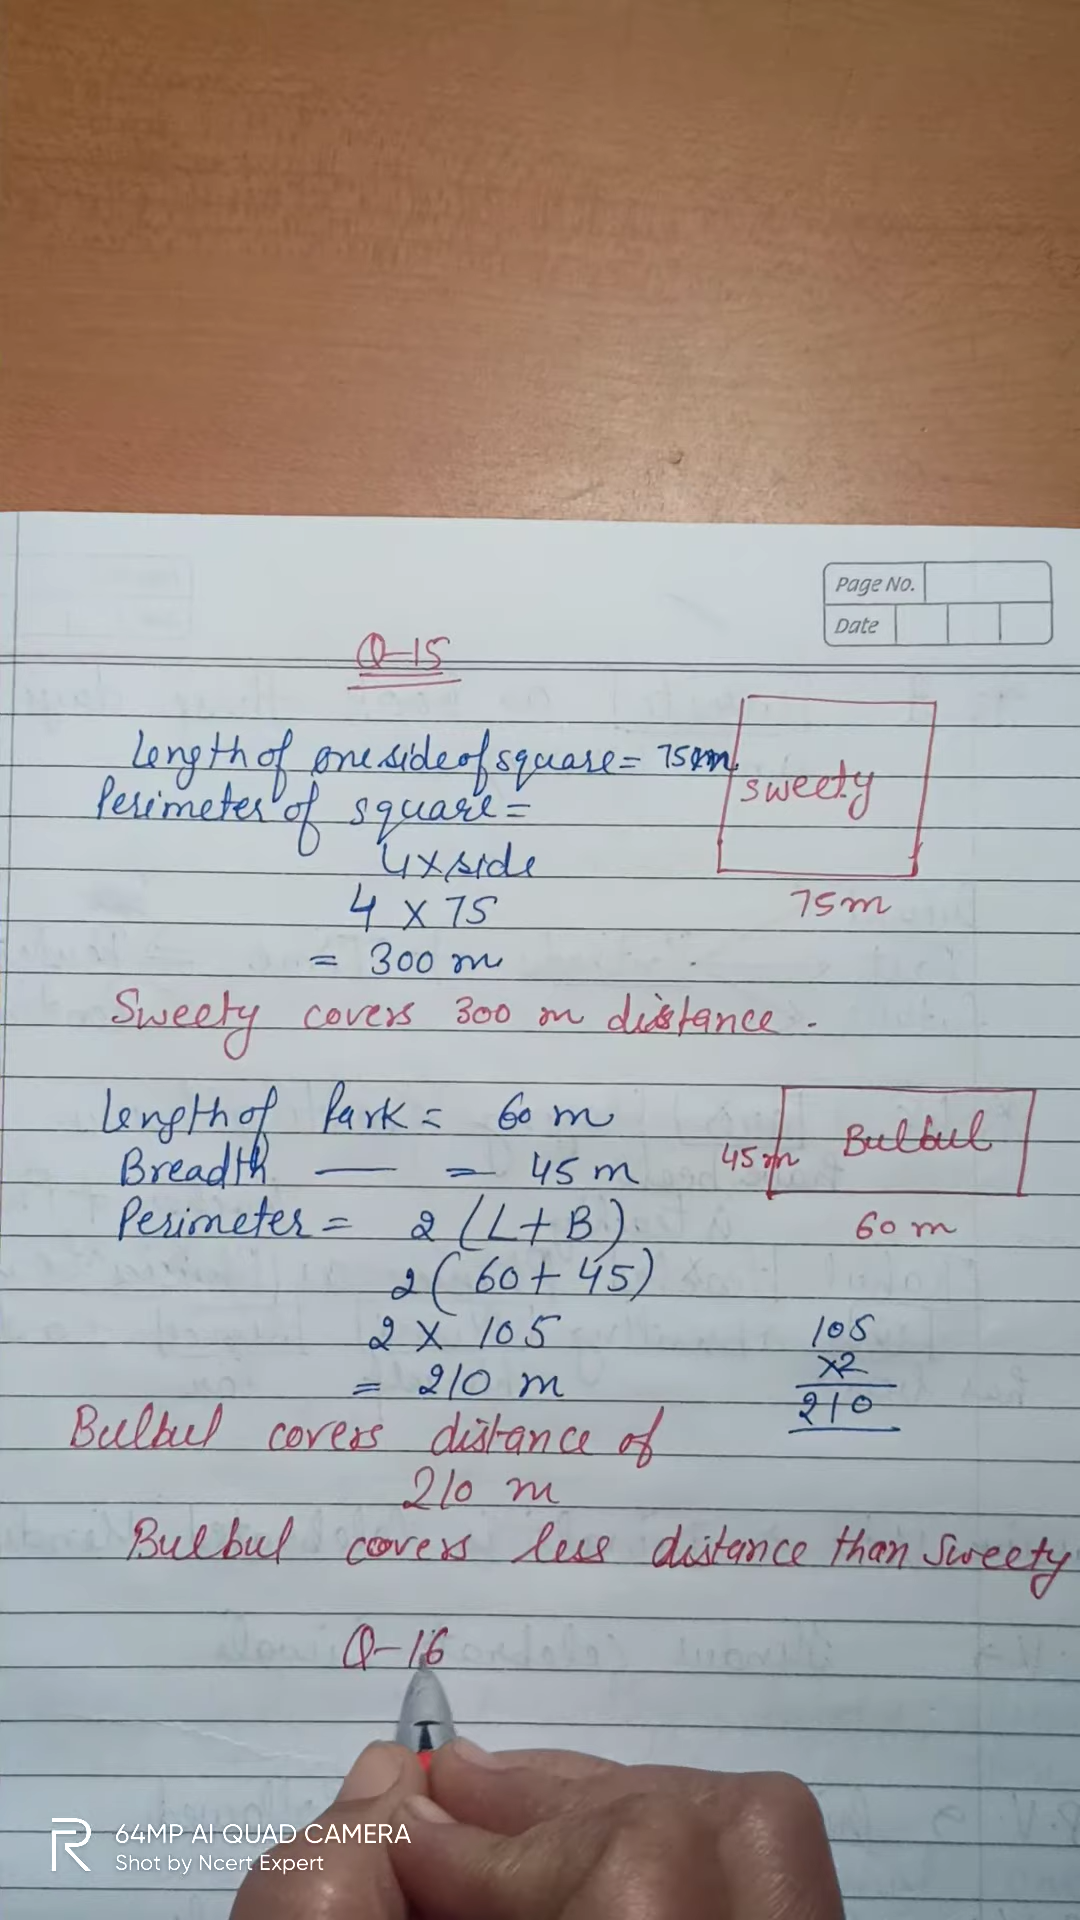 Page No.
Date
Q-15
Length of one side of square = 75m
sweety
Perimeter of square =
4 × side
4 × 75
75m
= 300 m
Sweety covers 300 m distance.
Length of Park = 60 m
Bulbul
Breadth — = 45 m
45m
Perimeter = 2 (L+B)
60 m
2 (60 + 45)
2 × 105
105
×2
210
= 210 m
Bulbul covers distance of
210 m
Bulbul covers less distance than Sweety
Q-16
64MP AI QUAD CAMERA
Shot by Ncert Expert